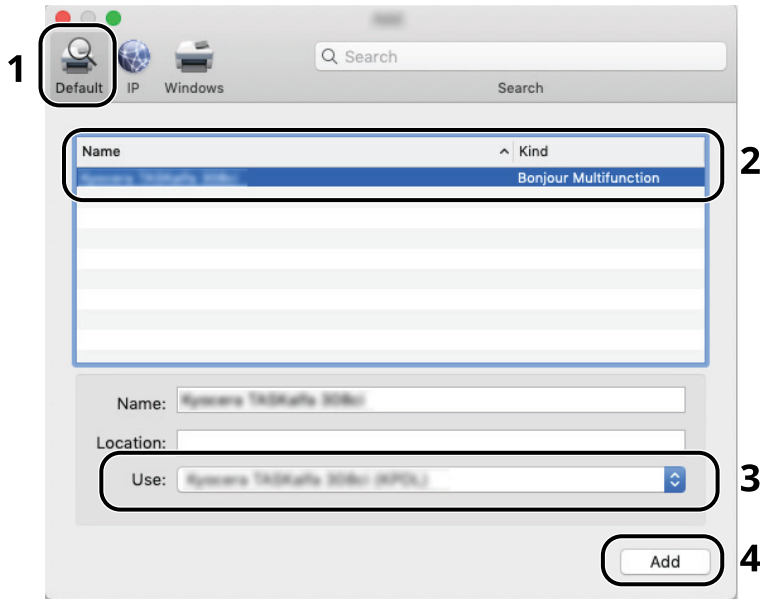 1
Default IP Windows
Search
Search
2
Name Kind
Bonjour Multifunction
Name:
Location:
3
Use:
4
Add